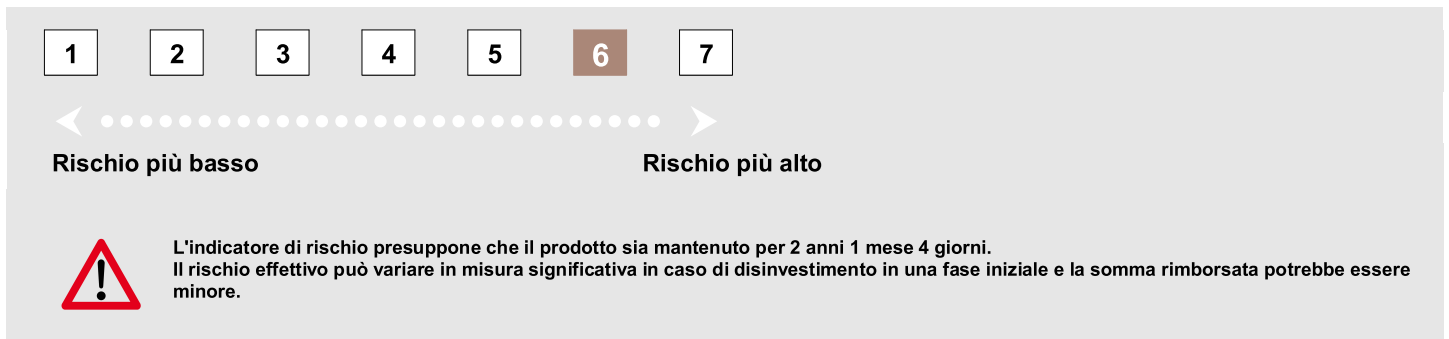 1 2 3 4 5 6 7
Rischio più basso Rischio più alto
L'indicatore di rischio presuppone che il prodotto sia mantenuto per 2 anni 1 mese 4 giorni.
Il rischio effettivo può variare in misura significativa in caso di disinvestimento in una fase iniziale e la somma rimborsata potrebbe essere
minore.